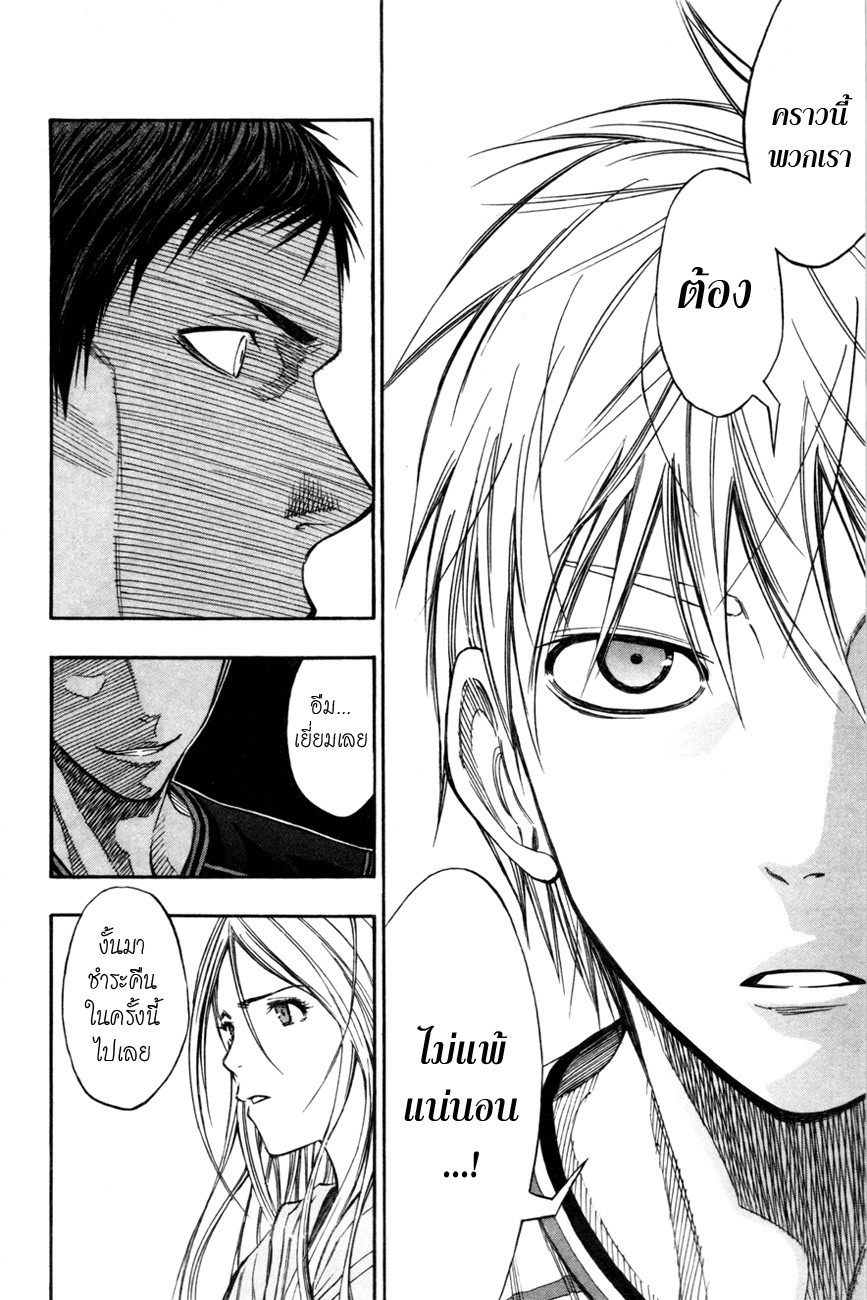 คราวนี้
พวกเรา
ต้อง
ไม่แพ้
แน่นอน
...!
อืม...
เยี่ยมเลย
งั้นมา
ชำระคืน
ในครั้งนี้
ไปเลย